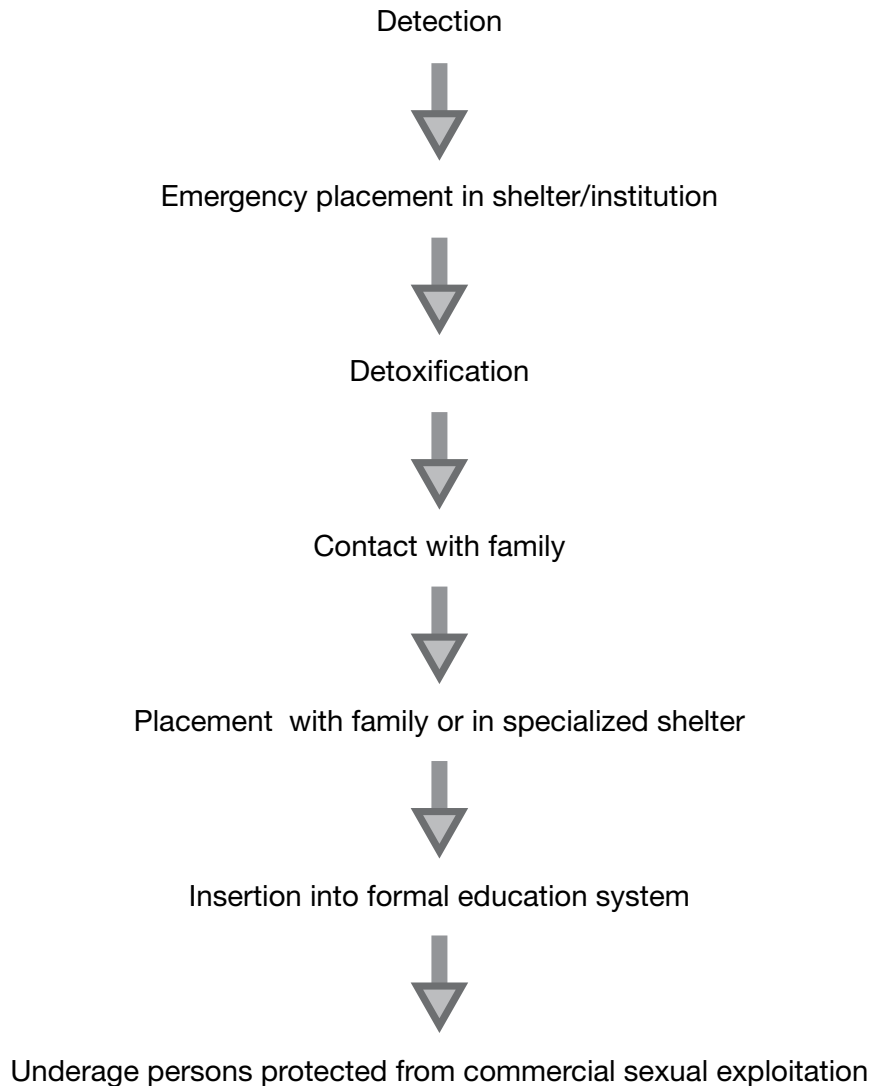 Detection
Emergency placement in shelter/institution
Detoxification
Contact with family
Placement  with family or in specialized shelter
Insertion into formal education system
Underage persons protected from commercial sexual exploitation